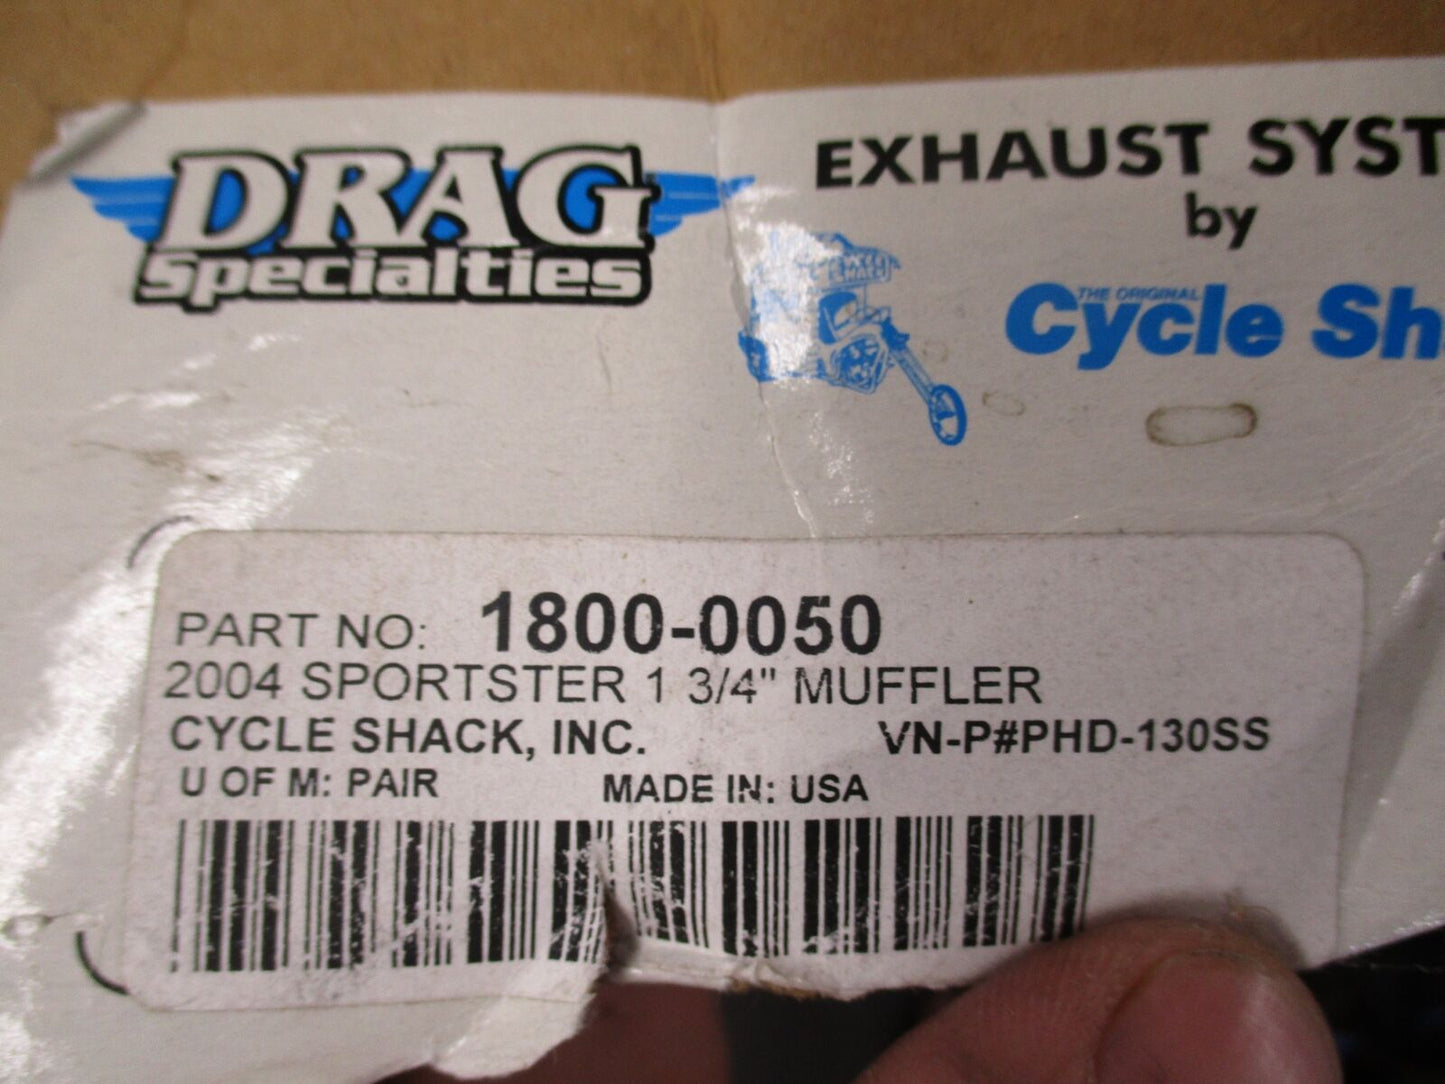 DRAG
Specialties
EXHAUST SYST
by
THE ORIGINAL
Cycle Sh
PART NO: 1800-0050
2004 SPORTSTER 1 3/4" MUFFLER
CYCLE SHACK, INC. VN-P#PHD-130SS
U OF M: PAIR MADE IN: USA